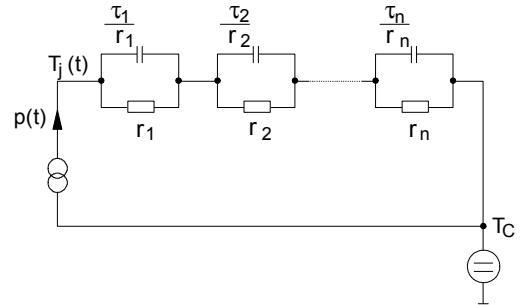 τ1 τ2 τn
r1 r2 rn
Tj (t)
r1 r2 rn
p(t)
TC